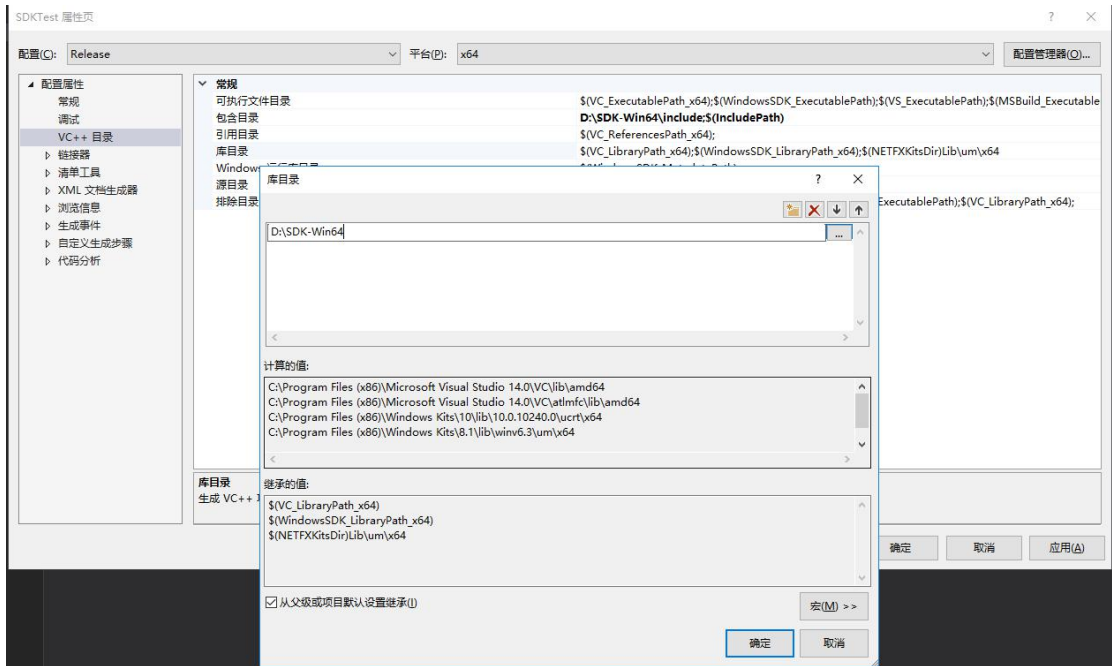 SDKTest 属性页
配置(C): Release 平台(P): x64 配置管理器(O)...
配置属性
常规
调试
VC++ 目录
链接器
清单工具
XML 文档生成器
浏览信息
生成事件
自定义生成步骤
代码分析
常规
可执行文件目录 $(VC_ExecutablePath_x64);$(WindowsSDK_ExecutablePath);$(VS_ExecutablePath);$(MSBuild_Executable
包含目录 D:\SDK-Win64\include;$(IncludePath)
引用目录 $(VC_ReferencesPath_x64);
库目录 $(VC_LibraryPath_x64);$(WindowsSDK_LibraryPath_x64);$(NETFXKitsDir)Lib\um\x64
Windows
源目录
排除目录 ExecutablePath);$(VC_LibraryPath_x64);
库目录
D:\SDK-Win64 ...
计算的值:
C:\Program Files (x86)\Microsoft Visual Studio 14.0\VC\lib\amd64
C:\Program Files (x86)\Microsoft Visual Studio 14.0\VC\atlmfc\lib\amd64
C:\Program Files (x86)\Windows Kits\10\lib\10.0.10240.0\ucrt\x64
C:\Program Files (x86)\Windows Kits\8.1\lib\winv6.3\um\x64
继承的值:
$(VC_LibraryPath_x64)
$(WindowsSDK_LibraryPath_x64)
$(NETFXKitsDir)Lib\um\x64
从父级或项目默认设置继承(I)
宏(M) >>
确定 取消
库目录
生成 VC++
确定 取消 应用(A)